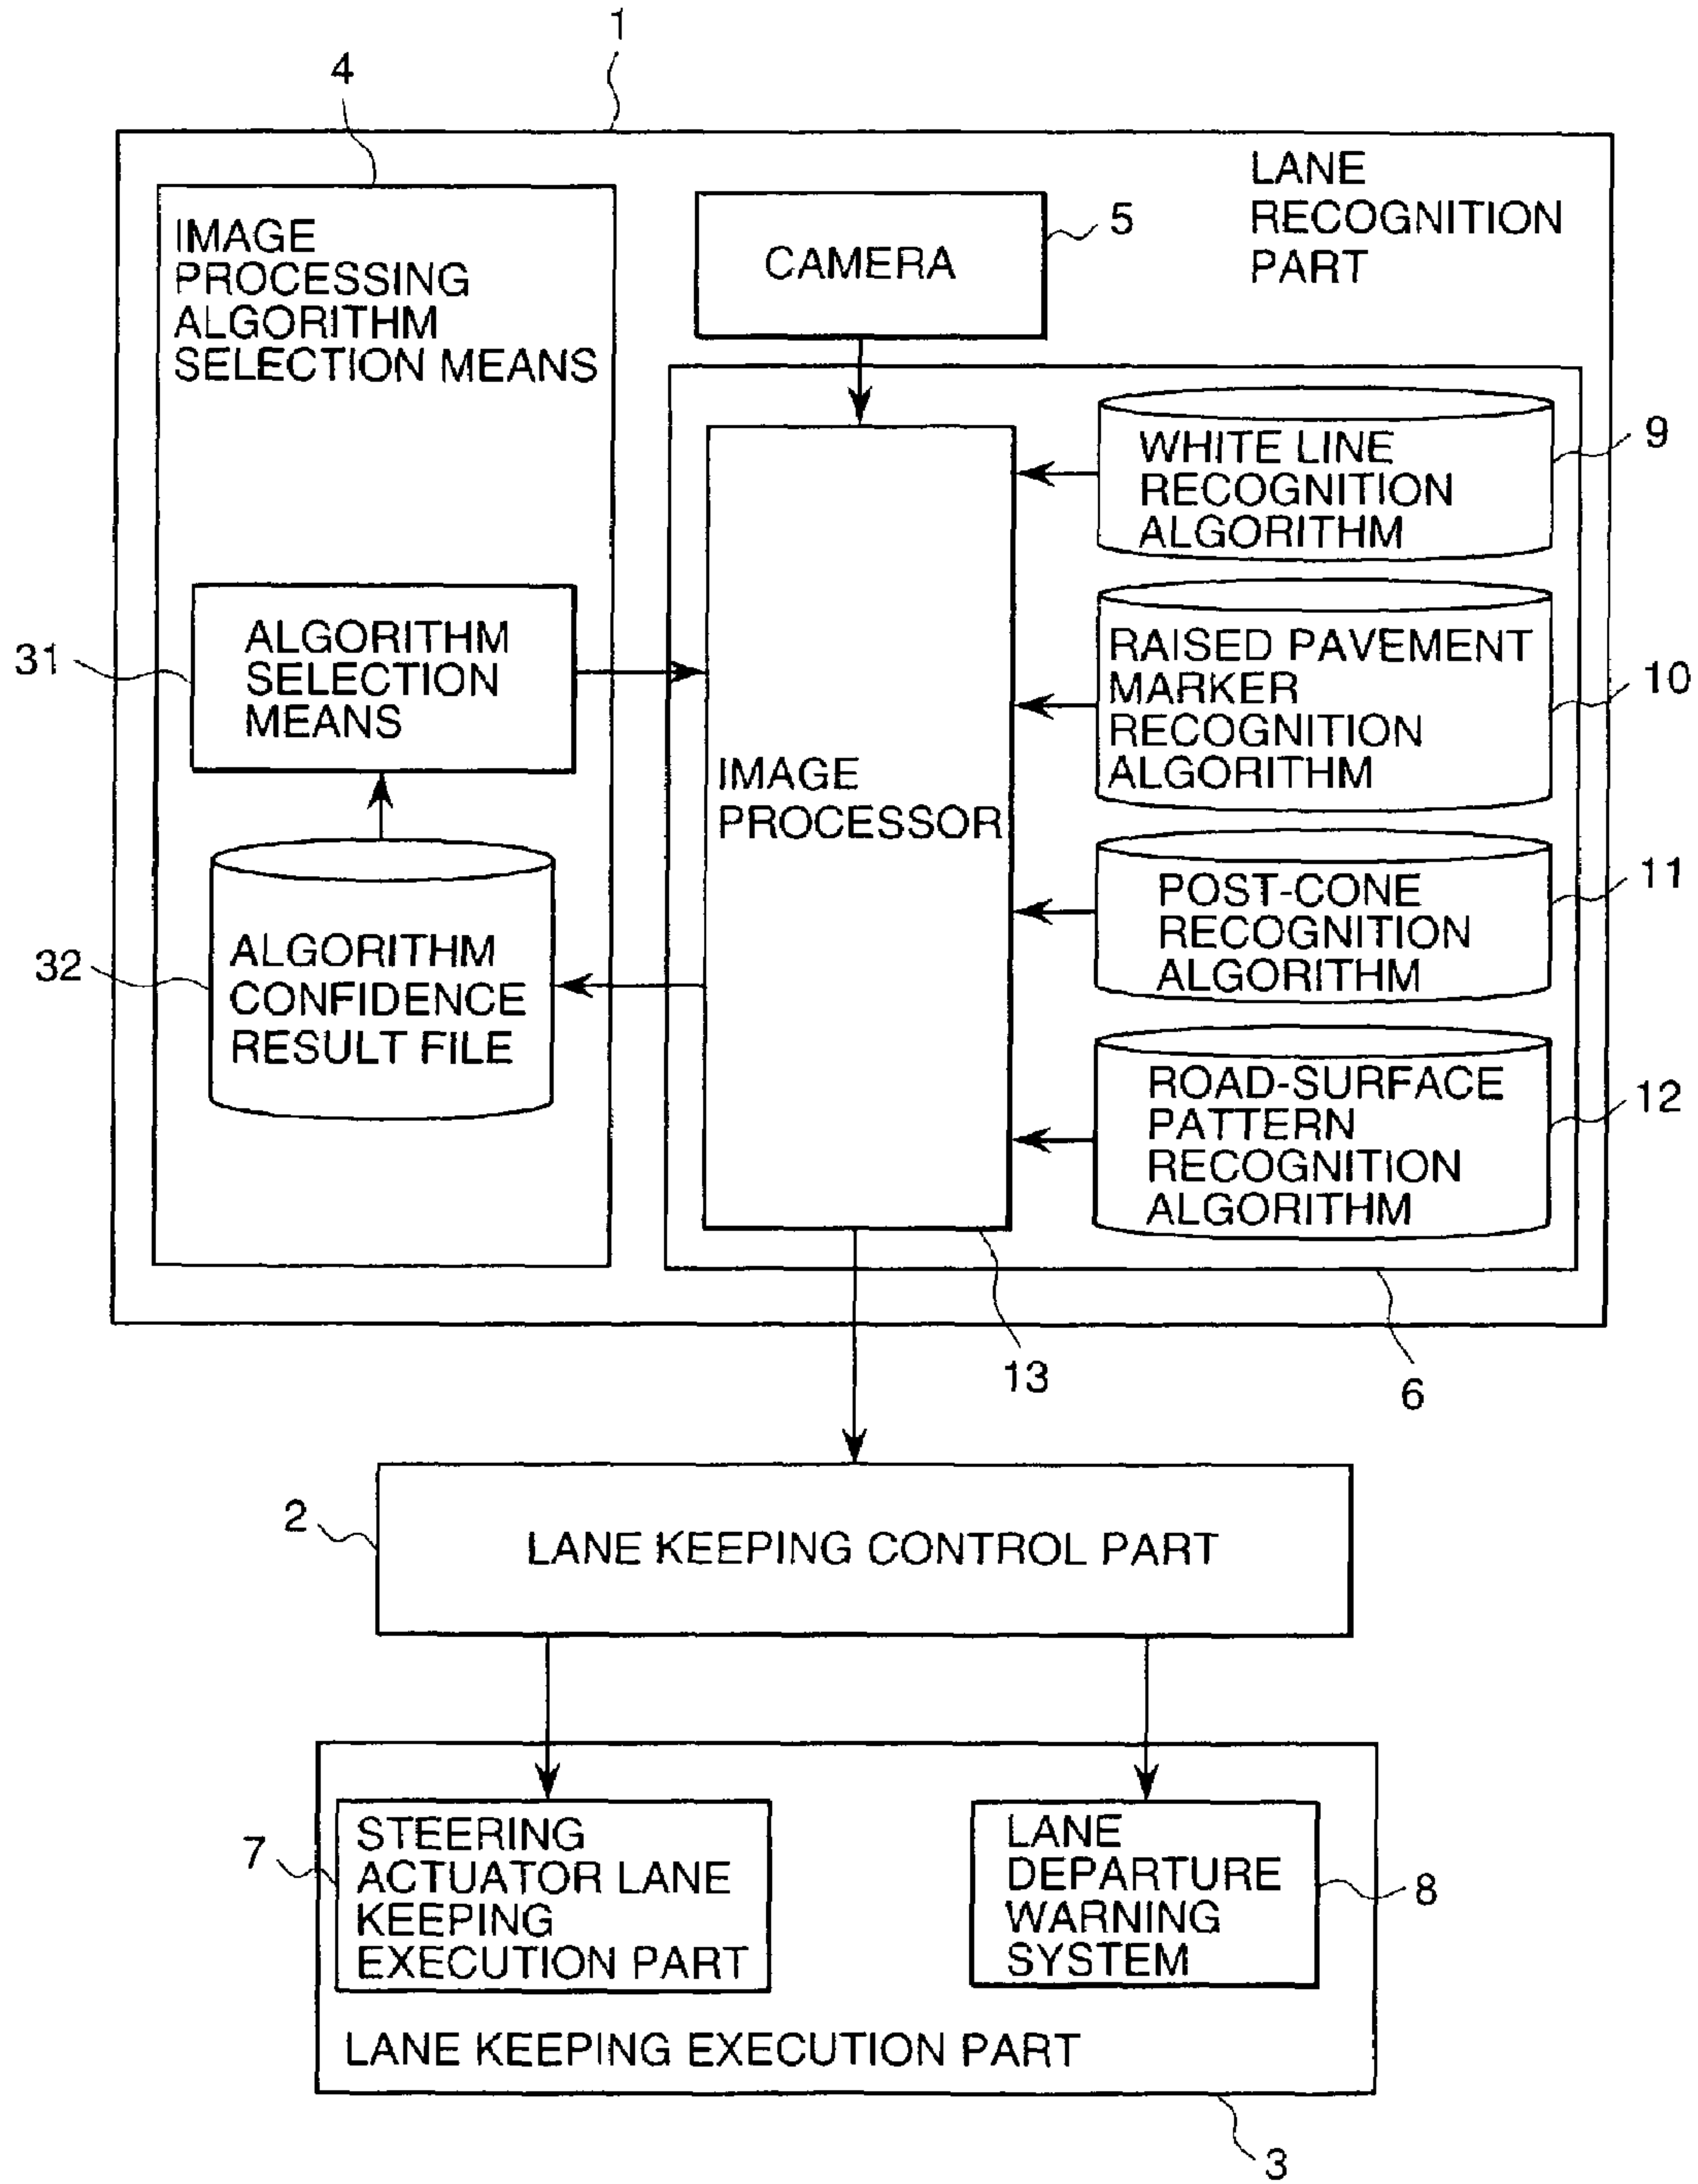 1
4
LANE
RECOGNITION
PART
IMAGE
PROCESSING
ALGORITHM
SELECTION MEANS
CAMERA
5
WHITE LINE
RECOGNITION
ALGORITHM
9
ALGORITHM
SELECTION
MEANS
31
RAISED PAVEMENT
MARKER
RECOGNITION
ALGORITHM
10
IMAGE
PROCESSOR
POST-CONE
RECOGNITION
ALGORITHM
11
ALGORITHM
CONFIDENCE
RESULT FILE
32
ROAD-SURFACE
PATTERN
RECOGNITION
ALGORITHM
12
13
6
2
LANE KEEPING CONTROL PART
7
STEERING
ACTUATOR LANE
KEEPING
EXECUTION PART
LANE
DEPARTURE
WARNING
SYSTEM
8
LANE KEEPING EXECUTION PART
3